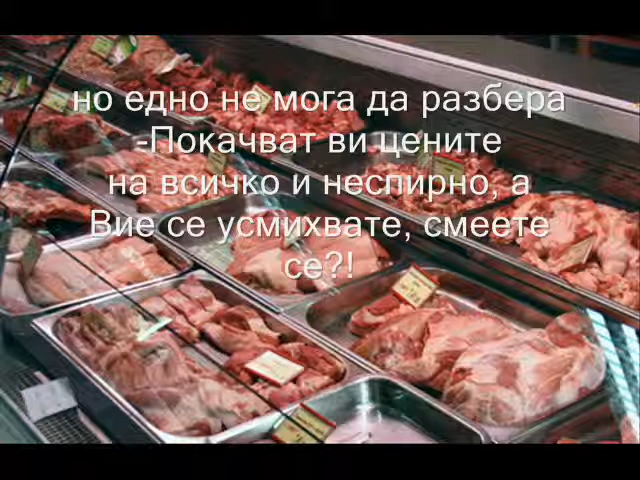 но едно не мога да разбера
-Покачват ви цените
на всичко и неспирно, а
Вие се усмихвате, смеете
се?!